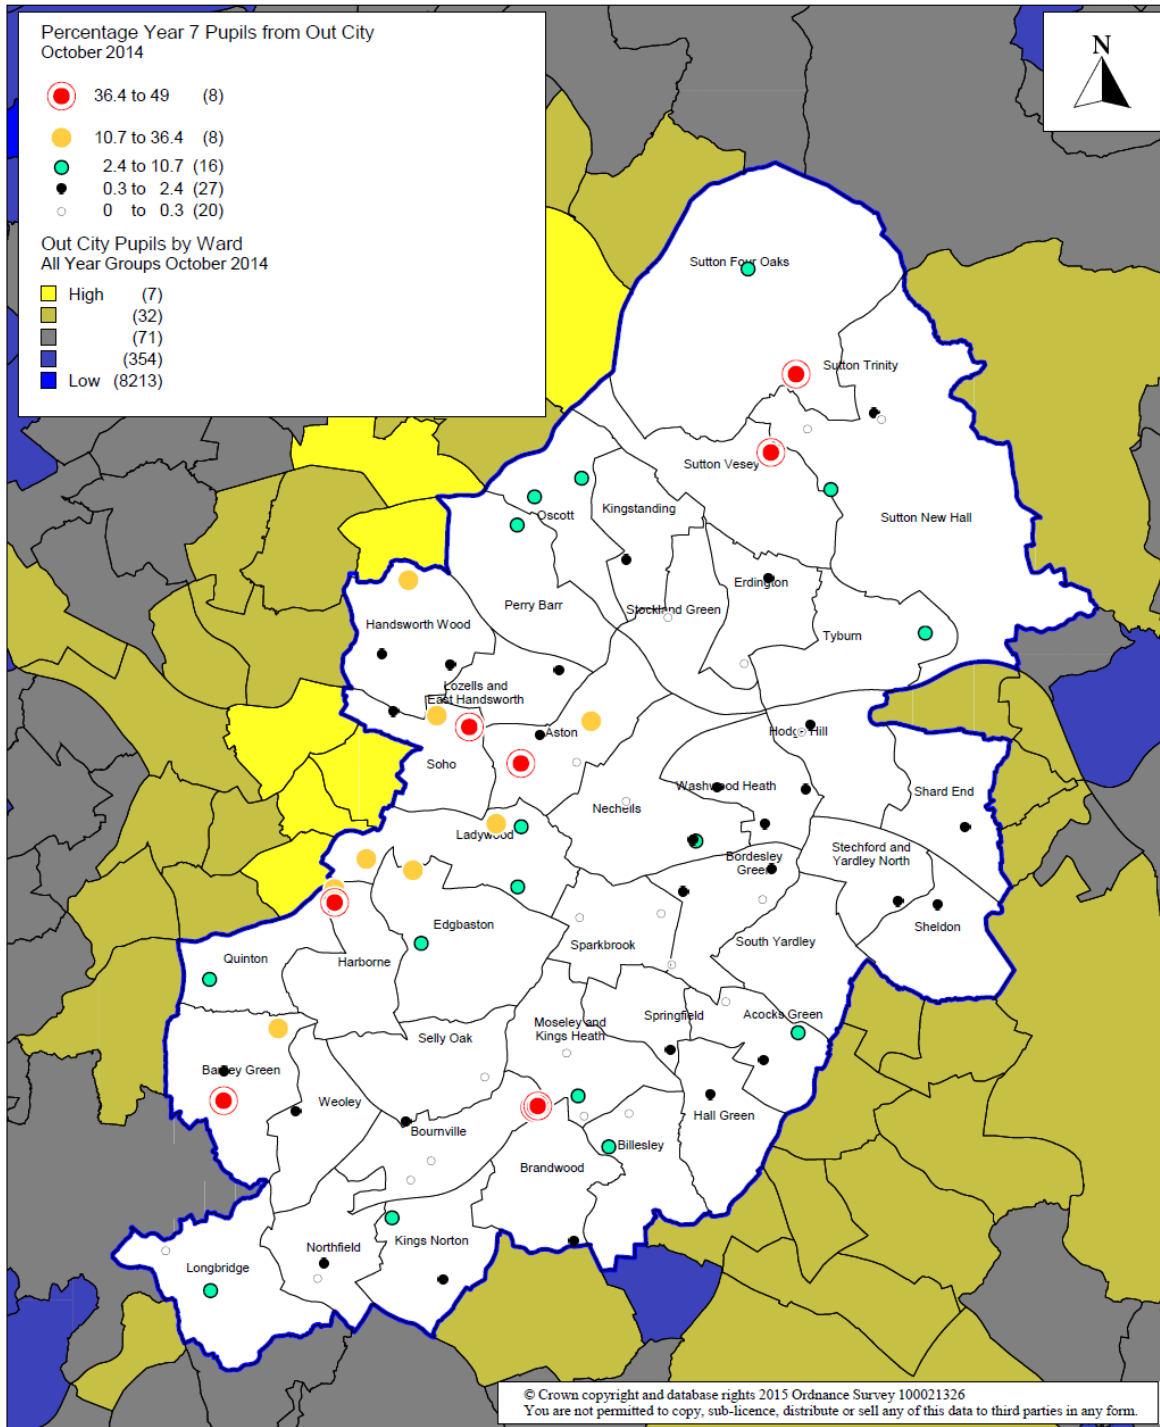 Percentage Year 7 Pupils from Out City
October 2014
36.4 to 49 (8)
10.7 to 36.4 (8)
2.4 to 10.7 (16)
0.3 to 2.4 (27)
0 to 0.3 (20)
Out City Pupils by Ward
All Year Groups October 2014
High (7)
(32)
(71)
(354)
Low (8213)
N
Sutton Four Oaks
Sutton Trinity
Sutton Vesey
Sutton New Hall
Oscott
Kingstanding
Erdington
Perry Barr
Stockland Green
Handsworth Wood
Tyburn
Lozells and
East Handsworth
Aston
Hodge Hill
Soho
Washwood Heath
Shard End
Nechells
Ladywood
Stechford and
Yardley North
Bordesley
Green
Edgbaston
Sheldon
Sparkbrook
South Yardley
Quinton
Harborne
Springfield
Acocks Green
Moseley and
Kings Heath
Selly Oak
Bartley Green
Weoley
Hall Green
Bournville
Billesley
Brandwood
Kings Norton
Northfield
Longbridge
© Crown copyright and database rights 2015 Ordnance Survey 100021326
You are not permitted to copy, sub-licence, distribute or sell any of this data to third parties in any form.